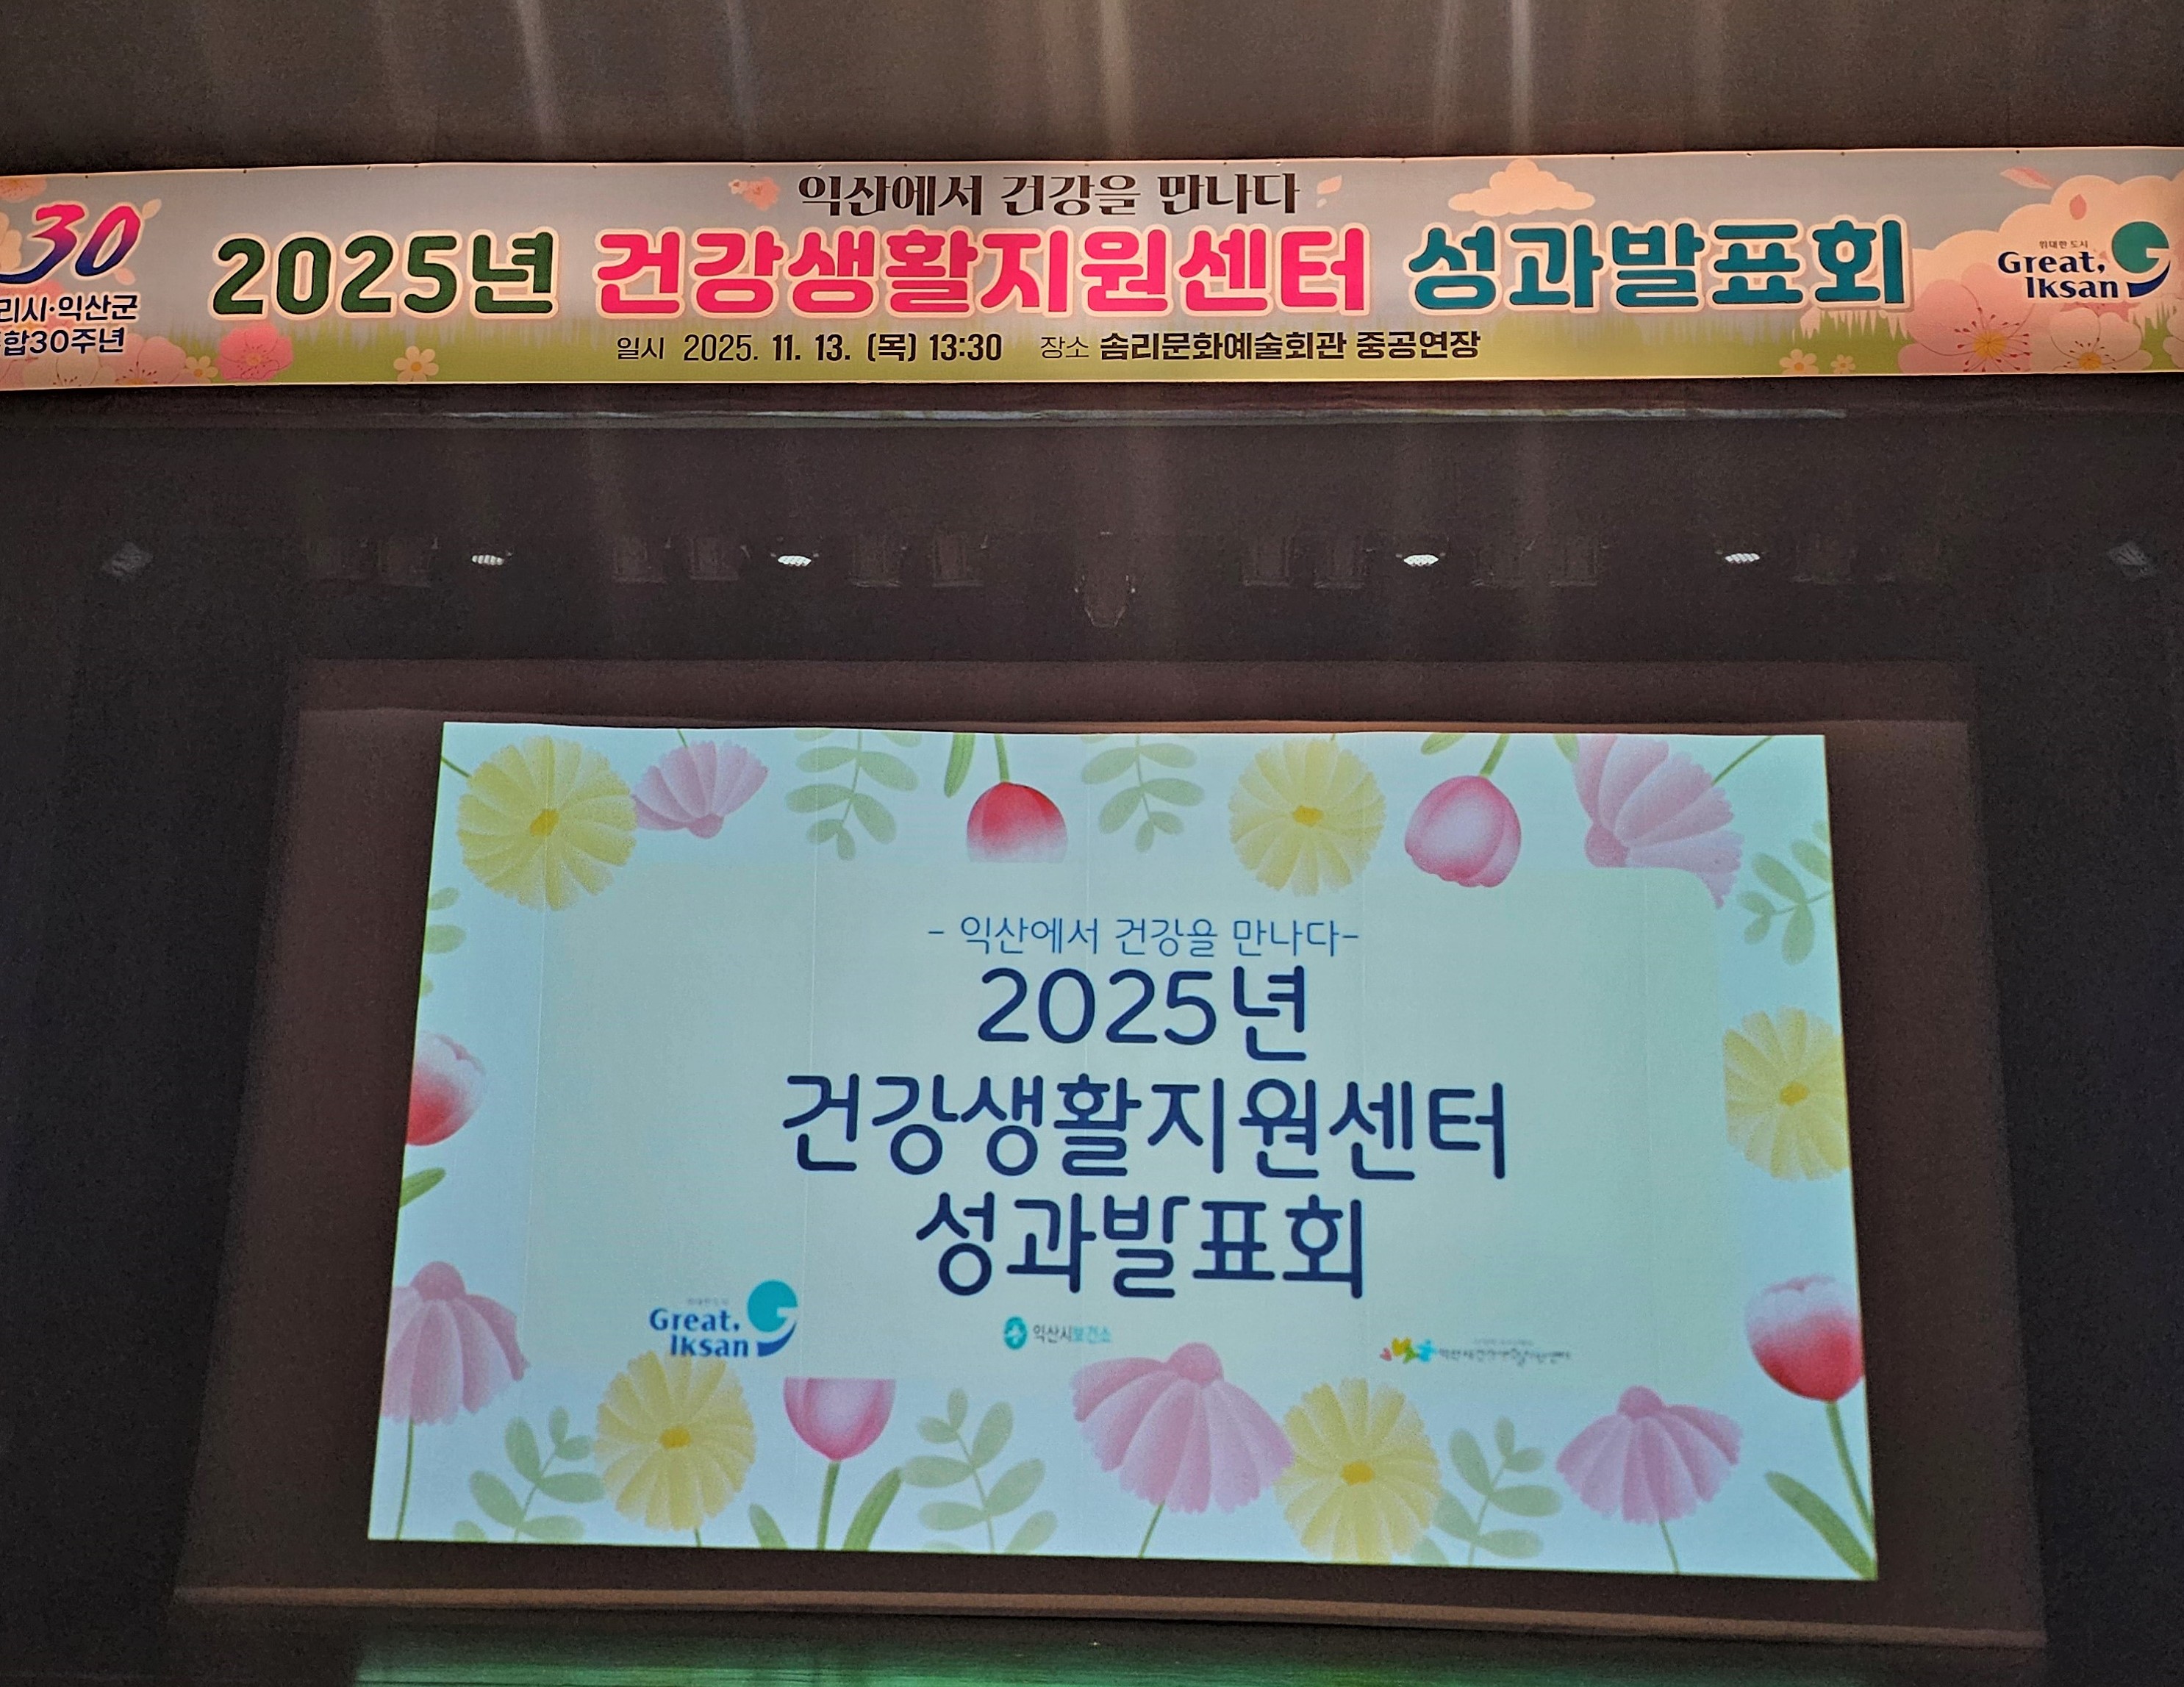 익산에서 건강을 만나다
30
리시·익산군
합30주년
2025년 건강생활지원센터 성과발표회
위대한 도시
Great,
Iksan
일시 2025. 11. 13. (목) 13:30 장소 솜리문화예술회관 중공연장
- 익산에서 건강을 만나다-
2025년
건강생활지원센터
성과발표회
Great,
Iksan
익산시보건소